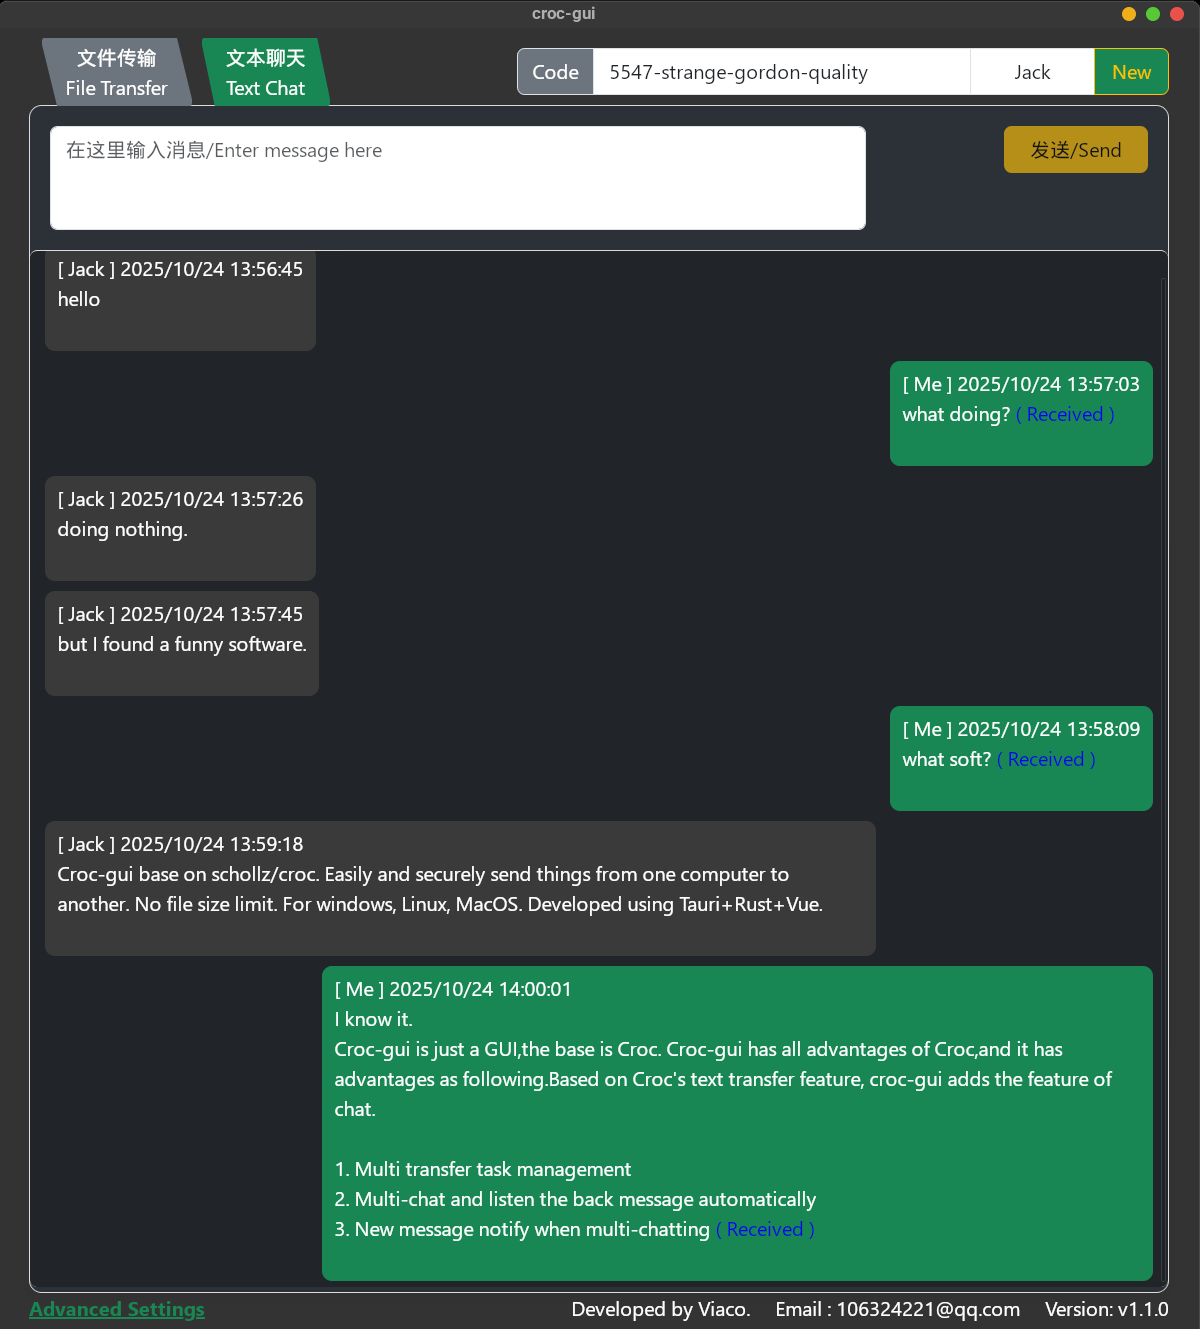 croc-gui
文件传输
File Transfer
文本聊天
Text Chat
Code
5547-strange-gordon-quality
Jack
New
在这里输入消息/Enter message here
发送/Send
[ Jack ] 2025/10/24 13:56:45
hello
[ Me ] 2025/10/24 13:57:03
what doing? ( Received )
[ Jack ] 2025/10/24 13:57:26
doing nothing.
[ Jack ] 2025/10/24 13:57:45
but I found a funny software.
[ Me ] 2025/10/24 13:58:09
what soft? ( Received )
[ Jack ] 2025/10/24 13:59:18
Croc-gui base on schollz/croc. Easily and securely send things from one computer to
another. No file size limit. For windows, Linux, MacOS. Developed using Tauri+Rust+Vue.
[ Me ] 2025/10/24 14:00:01
I know it.
Croc-gui is just a GUI,the base is Croc. Croc-gui has all advantages of Croc,and it has
advantages as following.Based on Croc's text transfer feature, croc-gui adds the feature of
chat.
1. Multi transfer task management
2. Multi-chat and listen the back message automatically
3. New message notify when multi-chatting ( Received )
Advanced Settings
Developed by Viaco.
Email : 106324221@qq.com
Version: v1.1.0